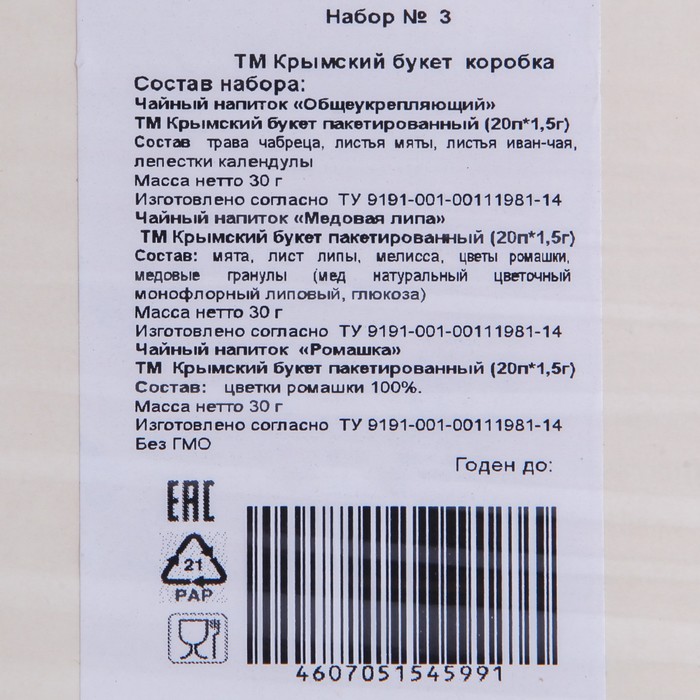 Набор № 3
ТМ Крымский букет коробка
Состав набора:
Чайный напиток «Общеукрепляющий»
ТМ Крымский букет пакетированный (20п*1,5г)
Состав трава чабреца, листья мяты, листья иван-чая,
лепестки календулы
Масса нетто 30 г
Изготовлено согласно ТУ 9191-001-00111981-14
Чайный напиток «Медовая липа»
ТМ Крымский букет пакетированный (20п*1,5г)
Состав: мята, лист липы, мелисса, цветы ромашки,
медовые гранулы (мед натуральный цветочный
монофлорный липовый, глюкоза)
Масса нетто 30 г
Изготовлено согласно ТУ 9191-001-00111981-14
Чайный напиток «Ромашка»
ТМ Крымский букет пакетированный (20п*1,5г)
Состав: цветки ромашки 100%.
Масса нетто 30 г
Изготовлено согласно ТУ 9191-001-00111981-14
Без ГМО
Годен до:
ЕАС
21
PAP
4607051545991